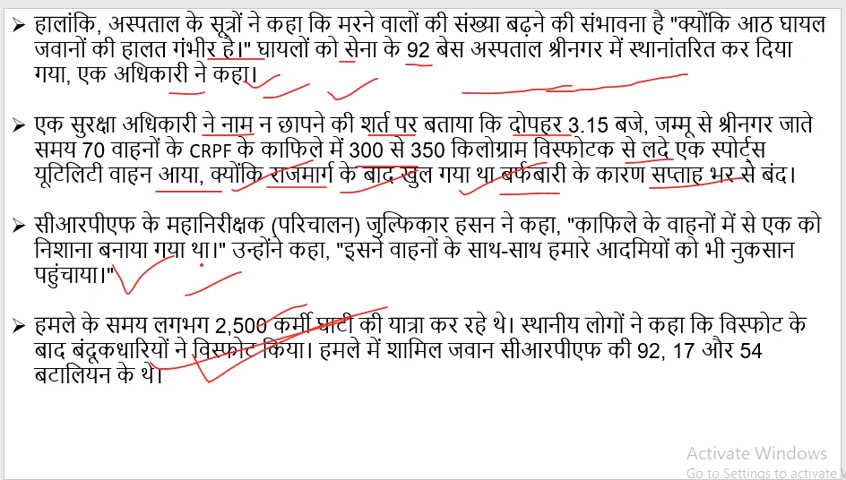 ➤ हालांकि, अस्पताल के सूत्रों ने कहा कि मरने वालों की संख्या बढ़ने की संभावना है "क्योंकि आठ घायल
जवानों की हालत गंभीर है।" घायलों को सेना के 92 बेस अस्पताल श्रीनगर में स्थानांतरित कर दिया
गया, एक अधिकारी ने कहा।
➤ एक सुरक्षा अधिकारी ने नाम न छापने की शर्त पर बताया कि दोपहर 3.15 बजे, जम्मू से श्रीनगर जाते
समय 70 वाहनों के CRPF के काफिले में 300 से 350 किलोग्राम विस्फोटक से लदे एक स्पोर्ट्स
यूटिलिटी वाहन आया, क्योंकि राजमार्ग के बाद खुल गया था बर्फबारी के कारण सप्ताह भर से बंद।
➤ सीआरपीएफ के महानिरीक्षक (परिचालन) जुल्फिकार हसन ने कहा, "काफिले के वाहनों में से एक को
निशाना बनाया गया था।" उन्होंने कहा, "इसने वाहनों के साथ-साथ हमारे आदमियों को भी नुकसान
पहुंचाया।"
➤ हमले के समय लगभग 2,500 कर्मी घाटी की यात्रा कर रहे थे। स्थानीय लोगों ने कहा कि विस्फोट के
बाद बंदूकधारियों ने विस्फोट किया। हमले में शामिल जवान सीआरपीएफ की 92, 17 और 54
बटालियन के थे।
Activate Windows
Go to Settings to activate W